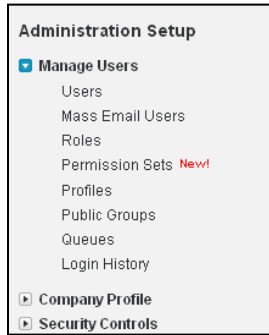 Administration Setup
Manage Users
Users
Mass Email Users
Roles
Permission Sets New!
Profiles
Public Groups
Queues
Login History
Company Profile
Security Controls